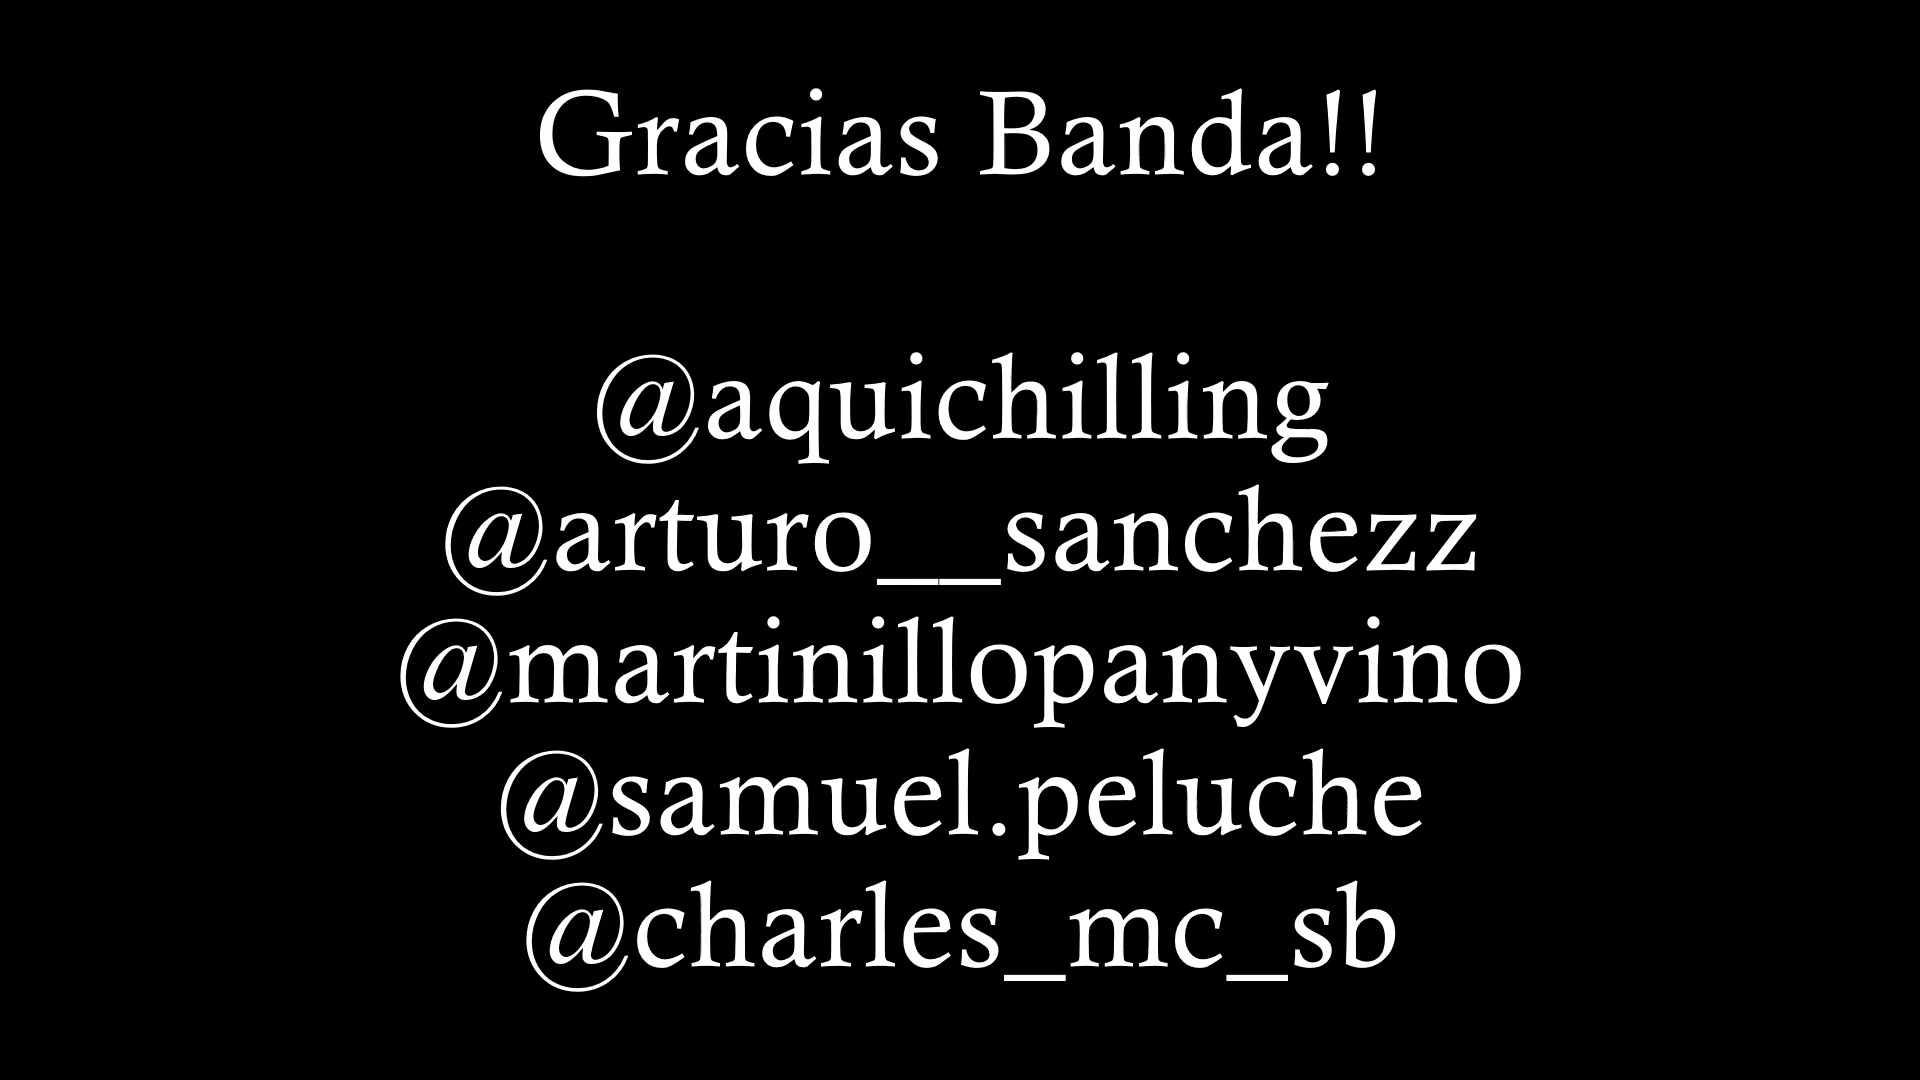 Gracias Banda!!
@aquichilling
@arturo__sanchezz
@martinillopanyvino
@samuel.peluche
@charles_mc_sb